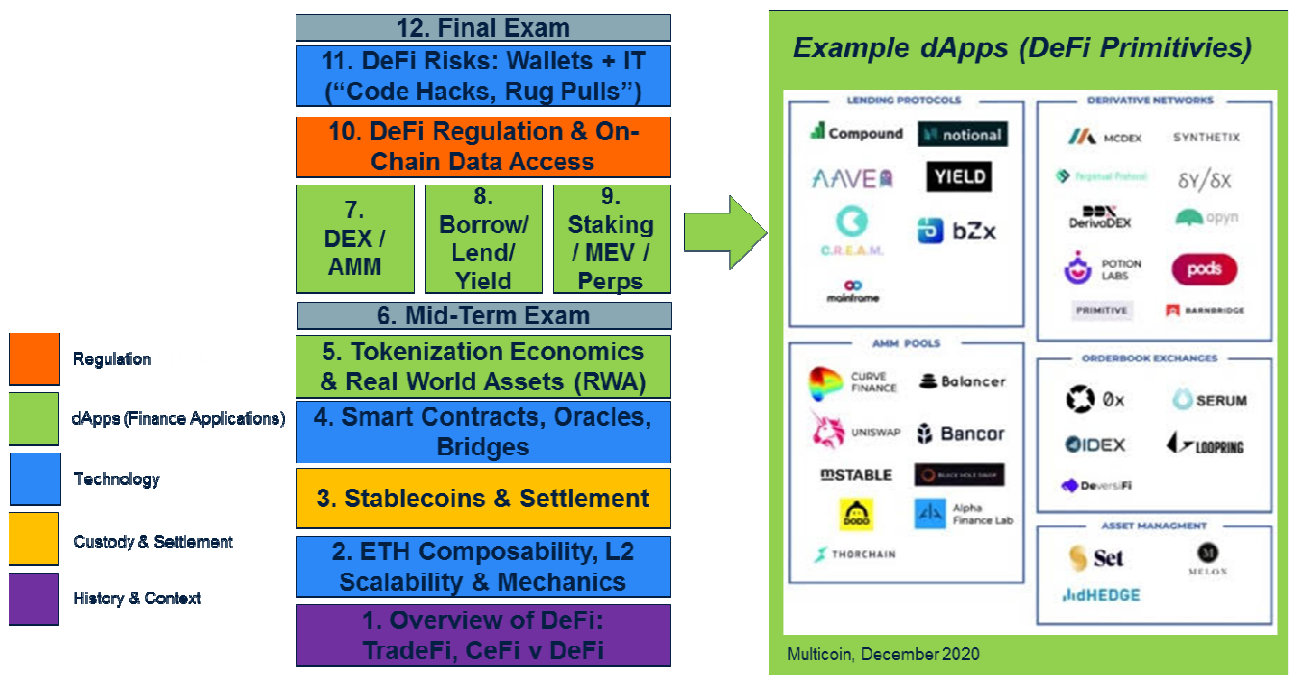 12. Final Exam
11. DeFi Risks: Wallets + IT
(“Code Hacks, Rug Pulls”)
10. DeFi Regulation & On-
Chain Data Access
7.
DEX /
AMM
8.
Borrow/
Lend/
Yield
9.
Staking
/ MEV /
Perps
6. Mid-Term Exam
5. Tokenization Economics
& Real World Assets (RWA)
4. Smart Contracts, Oracles,
Bridges
3. Stablecoins & Settlement
2. ETH Composability, L2
Scalability & Mechanics
1. Overview of DeFi:
TradeFi, CeFi v DeFi
Regulation
dApps (Finance Applications)
Technology
Custody & Settlement
History & Context
Example dApps (DeFi Primitivies)
LENDING PROTOCOLS
Compound
notional
AAVE
YIELD
C.R.E.A.M.
bZx
mainframe
DERIVATIVE NETWORKS
MCDEX
SYNTHETIX
Perpetual Protocol
δY/δX
DDX
DerivaDEX
opyn
POTION
LABS
pods
PRIMITIVE
BARNBRIDGE
AMM POOLS
CURVE
FINANCE
Balancer
UNISWAP
Bancor
mSTABLE
BLACK HOLE SWAP
DODO
Alpha
Finance Lab
THORCHAIN
ORDERBOOK EXCHANGES
0x
SERUM
IDEX
LOOPRING
DeversiFi
ASSET MANAGMENT
Set
M
MELON
dHEDGE
Multicoin, December 2020